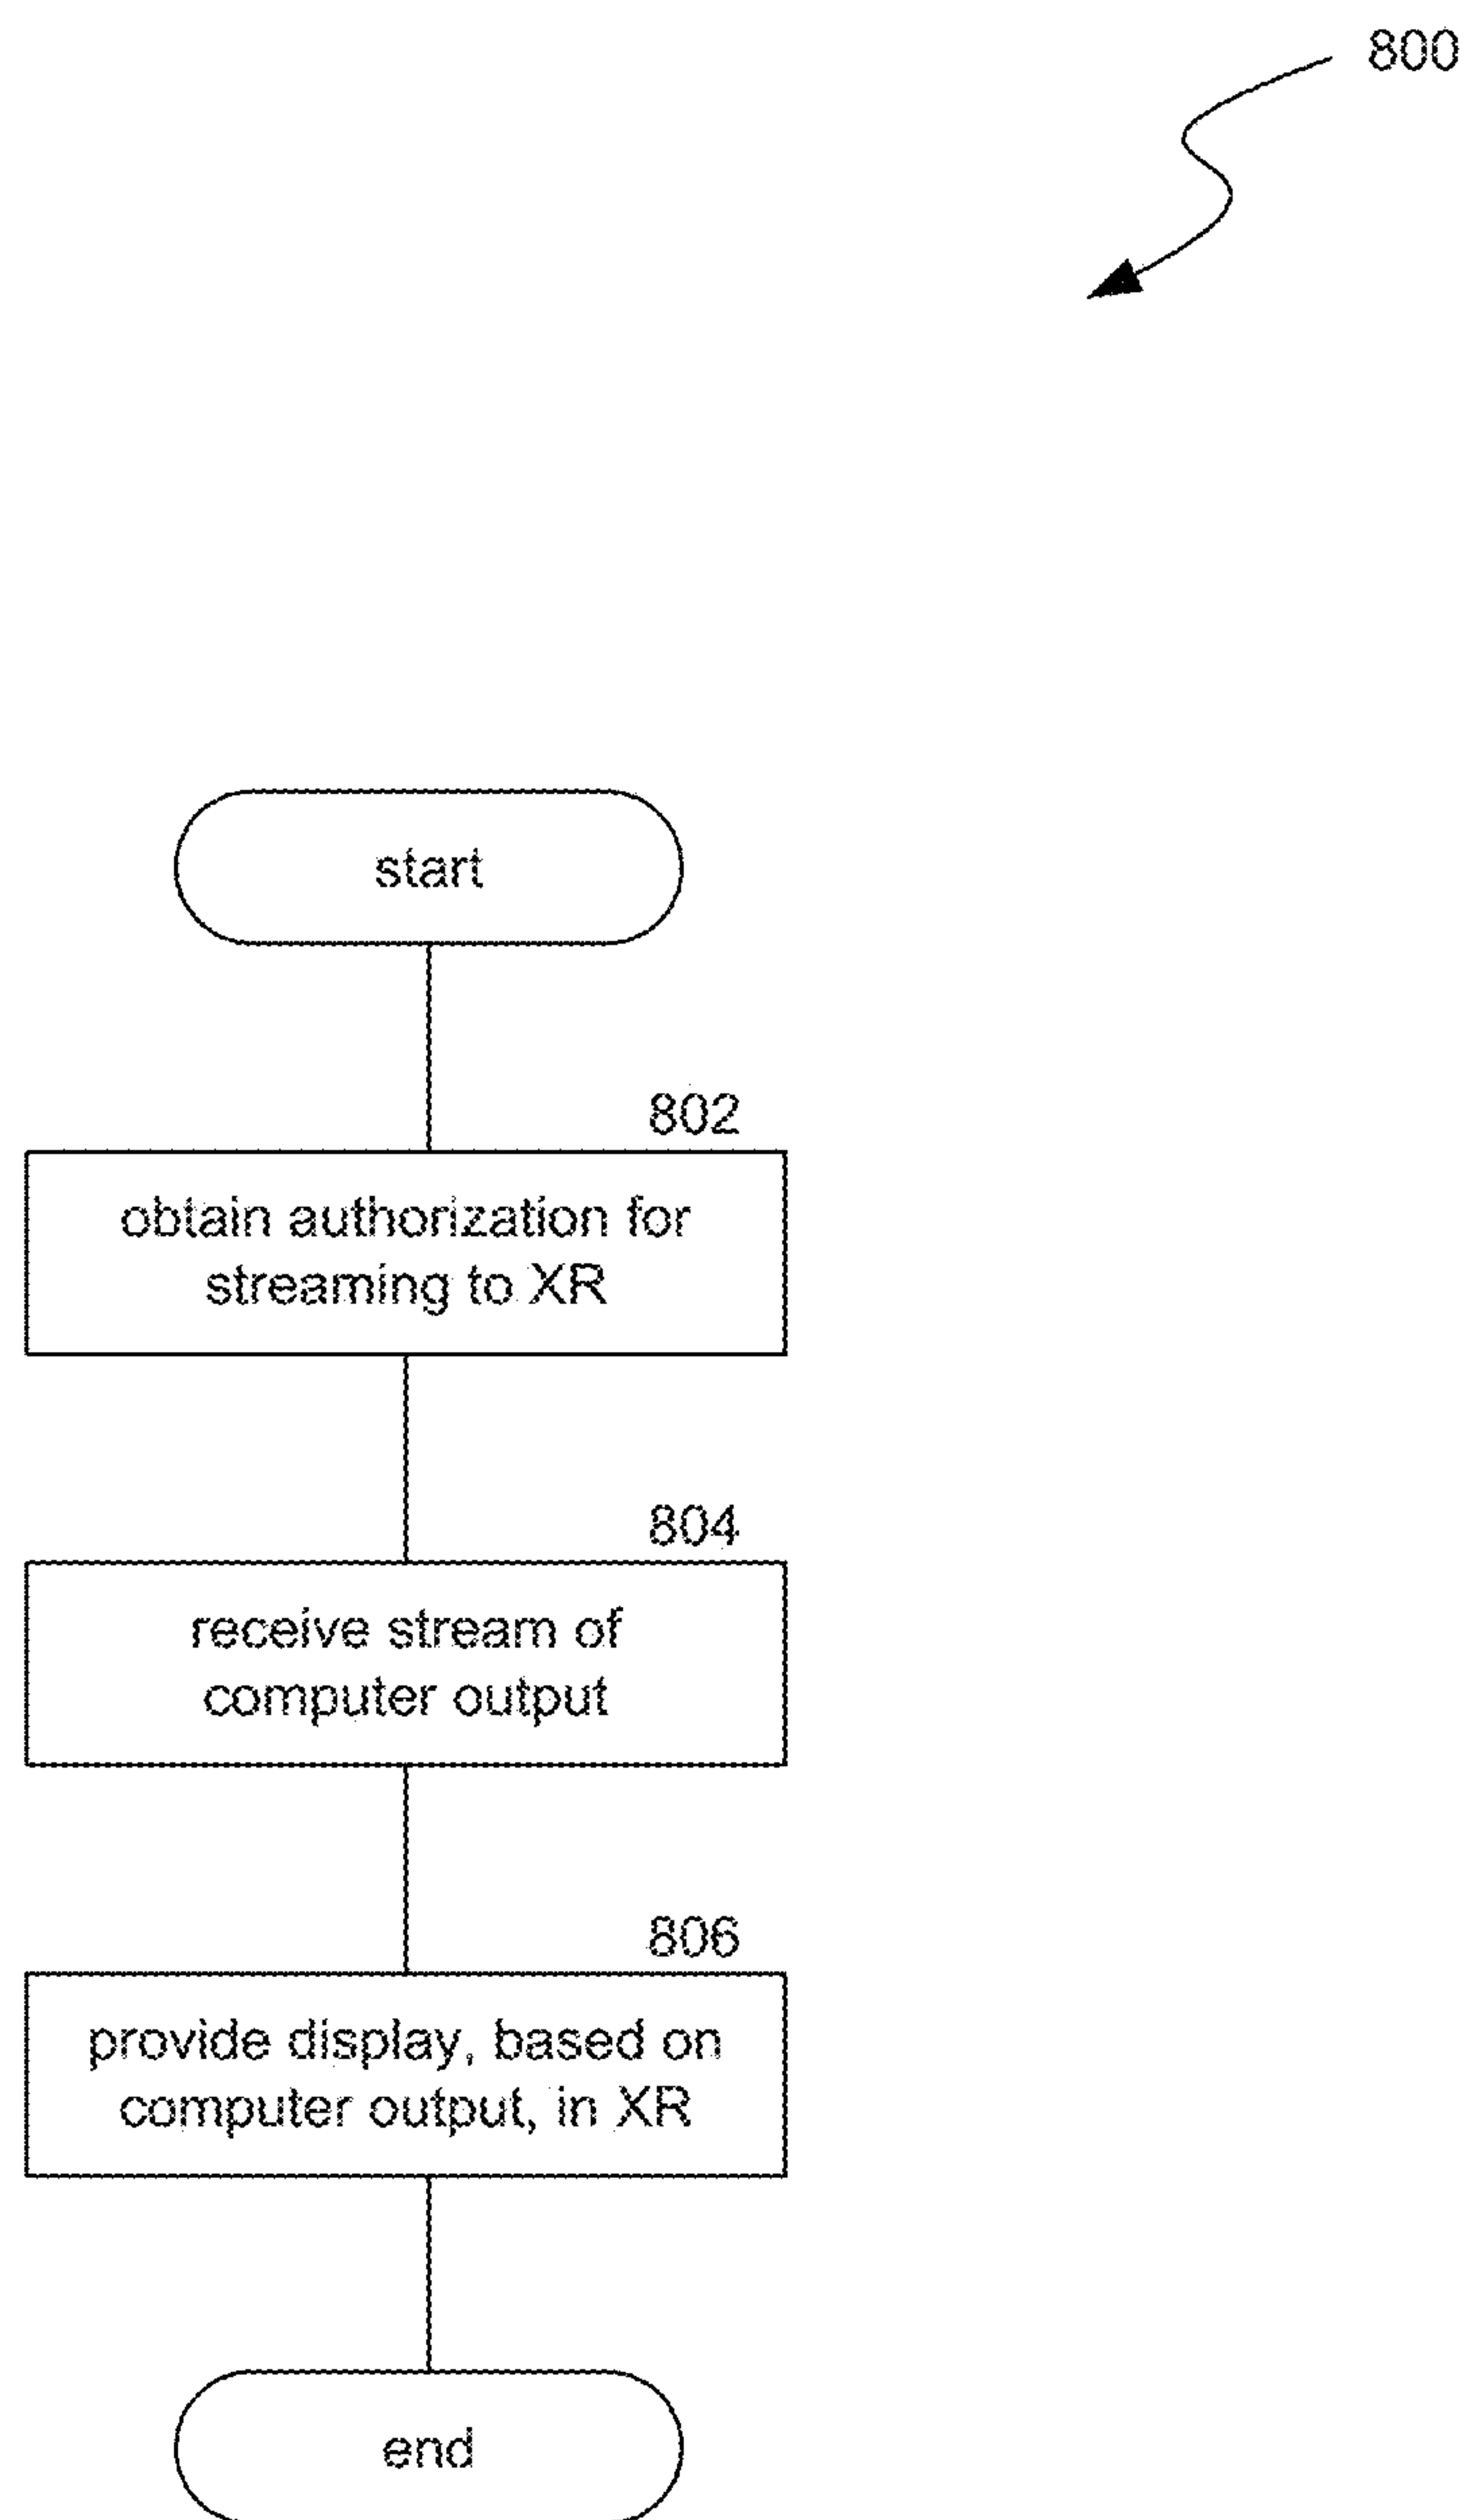 800
start
802
obtain authorization for
streaming to XR
804
receive stream of
computer output
806
provide display, based on
computer output, in XR
end